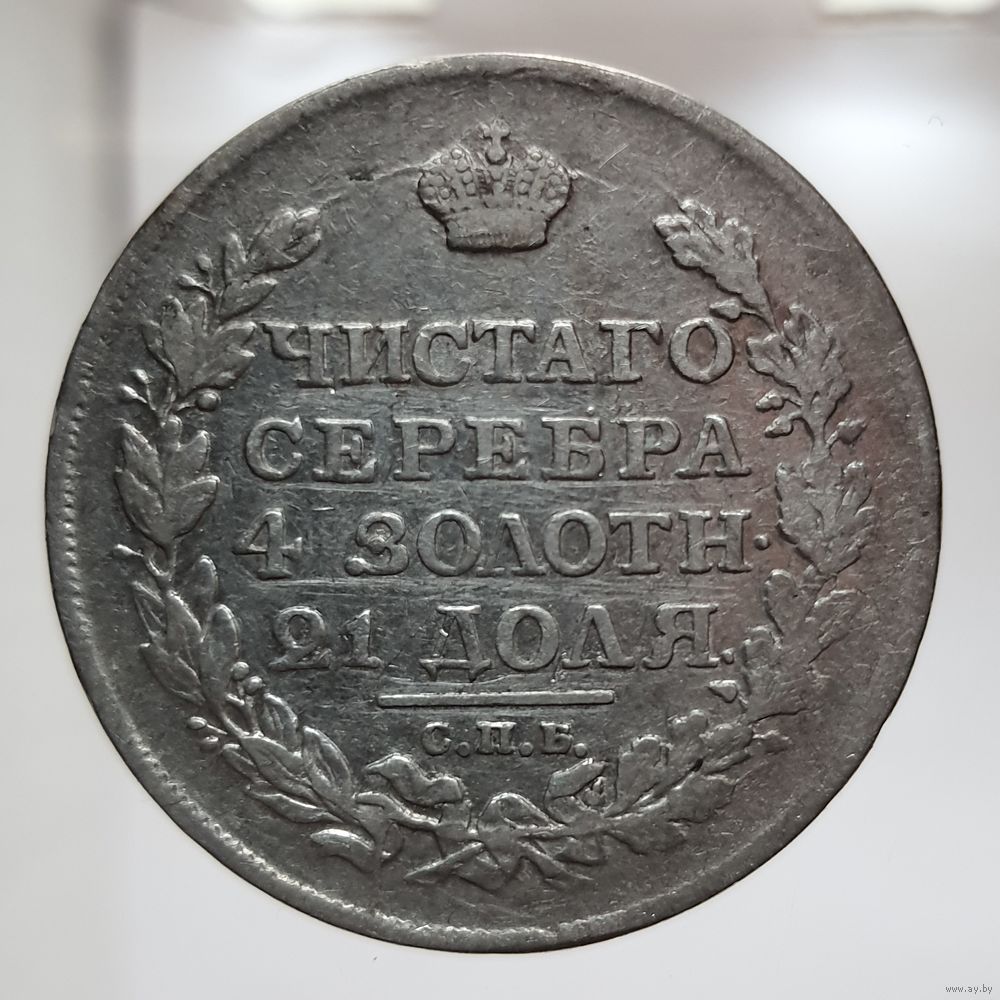 ЧИСТАГО
СЕРЕБРА
4 ЗОЛОТН.
21 ДОЛЯ.
С.П.Б.
www.ay.by